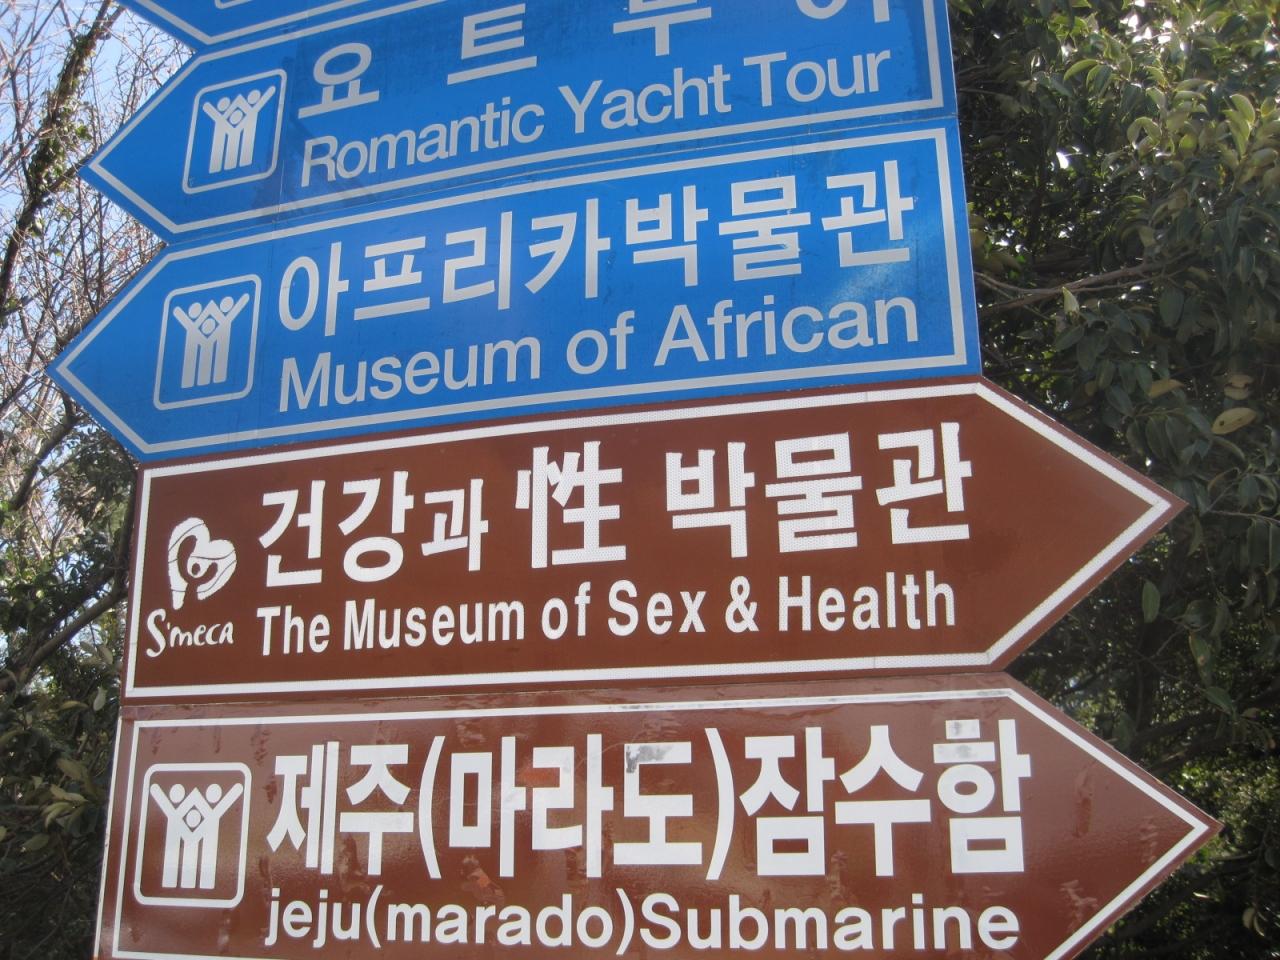 요트투어
Romantic Yacht Tour
아프리카박물관
Museum of African
건강과 性 박물관
S'meca
The Museum of Sex & Health
제주(마라도)잠수함
jeju(marado)Submarine